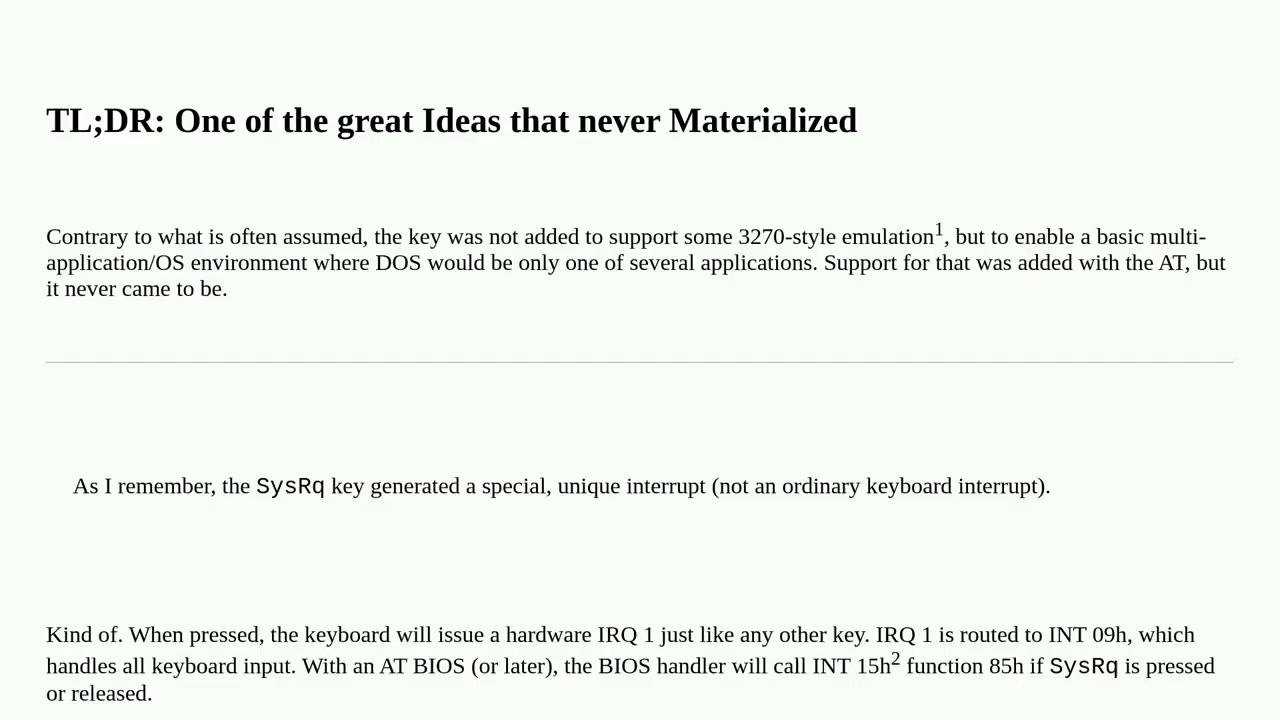 TL;DR: One of the great Ideas that never Materialized
Contrary to what is often assumed, the key was not added to support some 3270-style emulation1, but to enable a basic multi-
application/OS environment where DOS would be only one of several applications. Support for that was added with the AT, but
it never came to be.
As I remember, the SysRq key generated a special, unique interrupt (not an ordinary keyboard interrupt).
Kind of. When pressed, the keyboard will issue a hardware IRQ 1 just like any other key. IRQ 1 is routed to INT 09h, which
handles all keyboard input. With an AT BIOS (or later), the BIOS handler will call INT 15h2 function 85h if SysRq is pressed
or released.